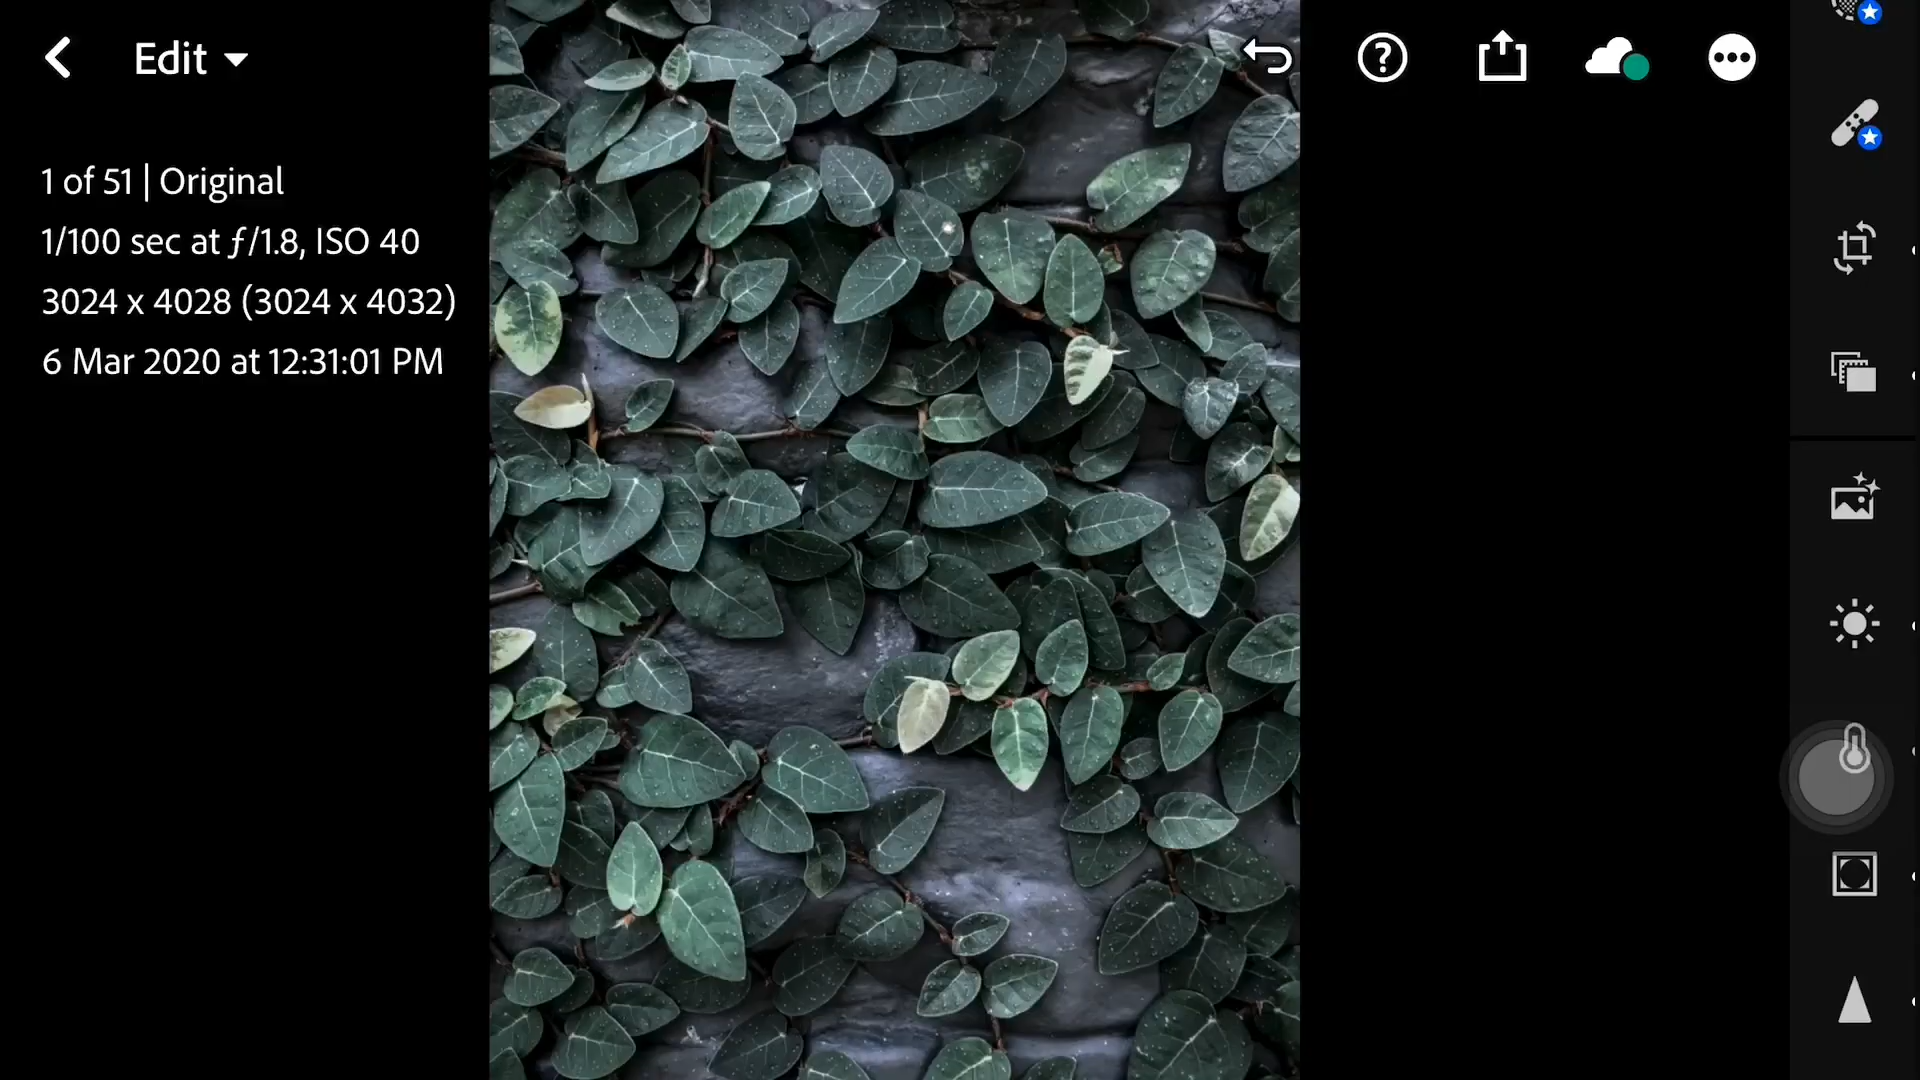 Edit
1 of 51 | Original
1/100 sec at ƒ/1.8, ISO 40
3024 x 4028 (3024 x 4032)
6 Mar 2020 at 12:31:01 PM